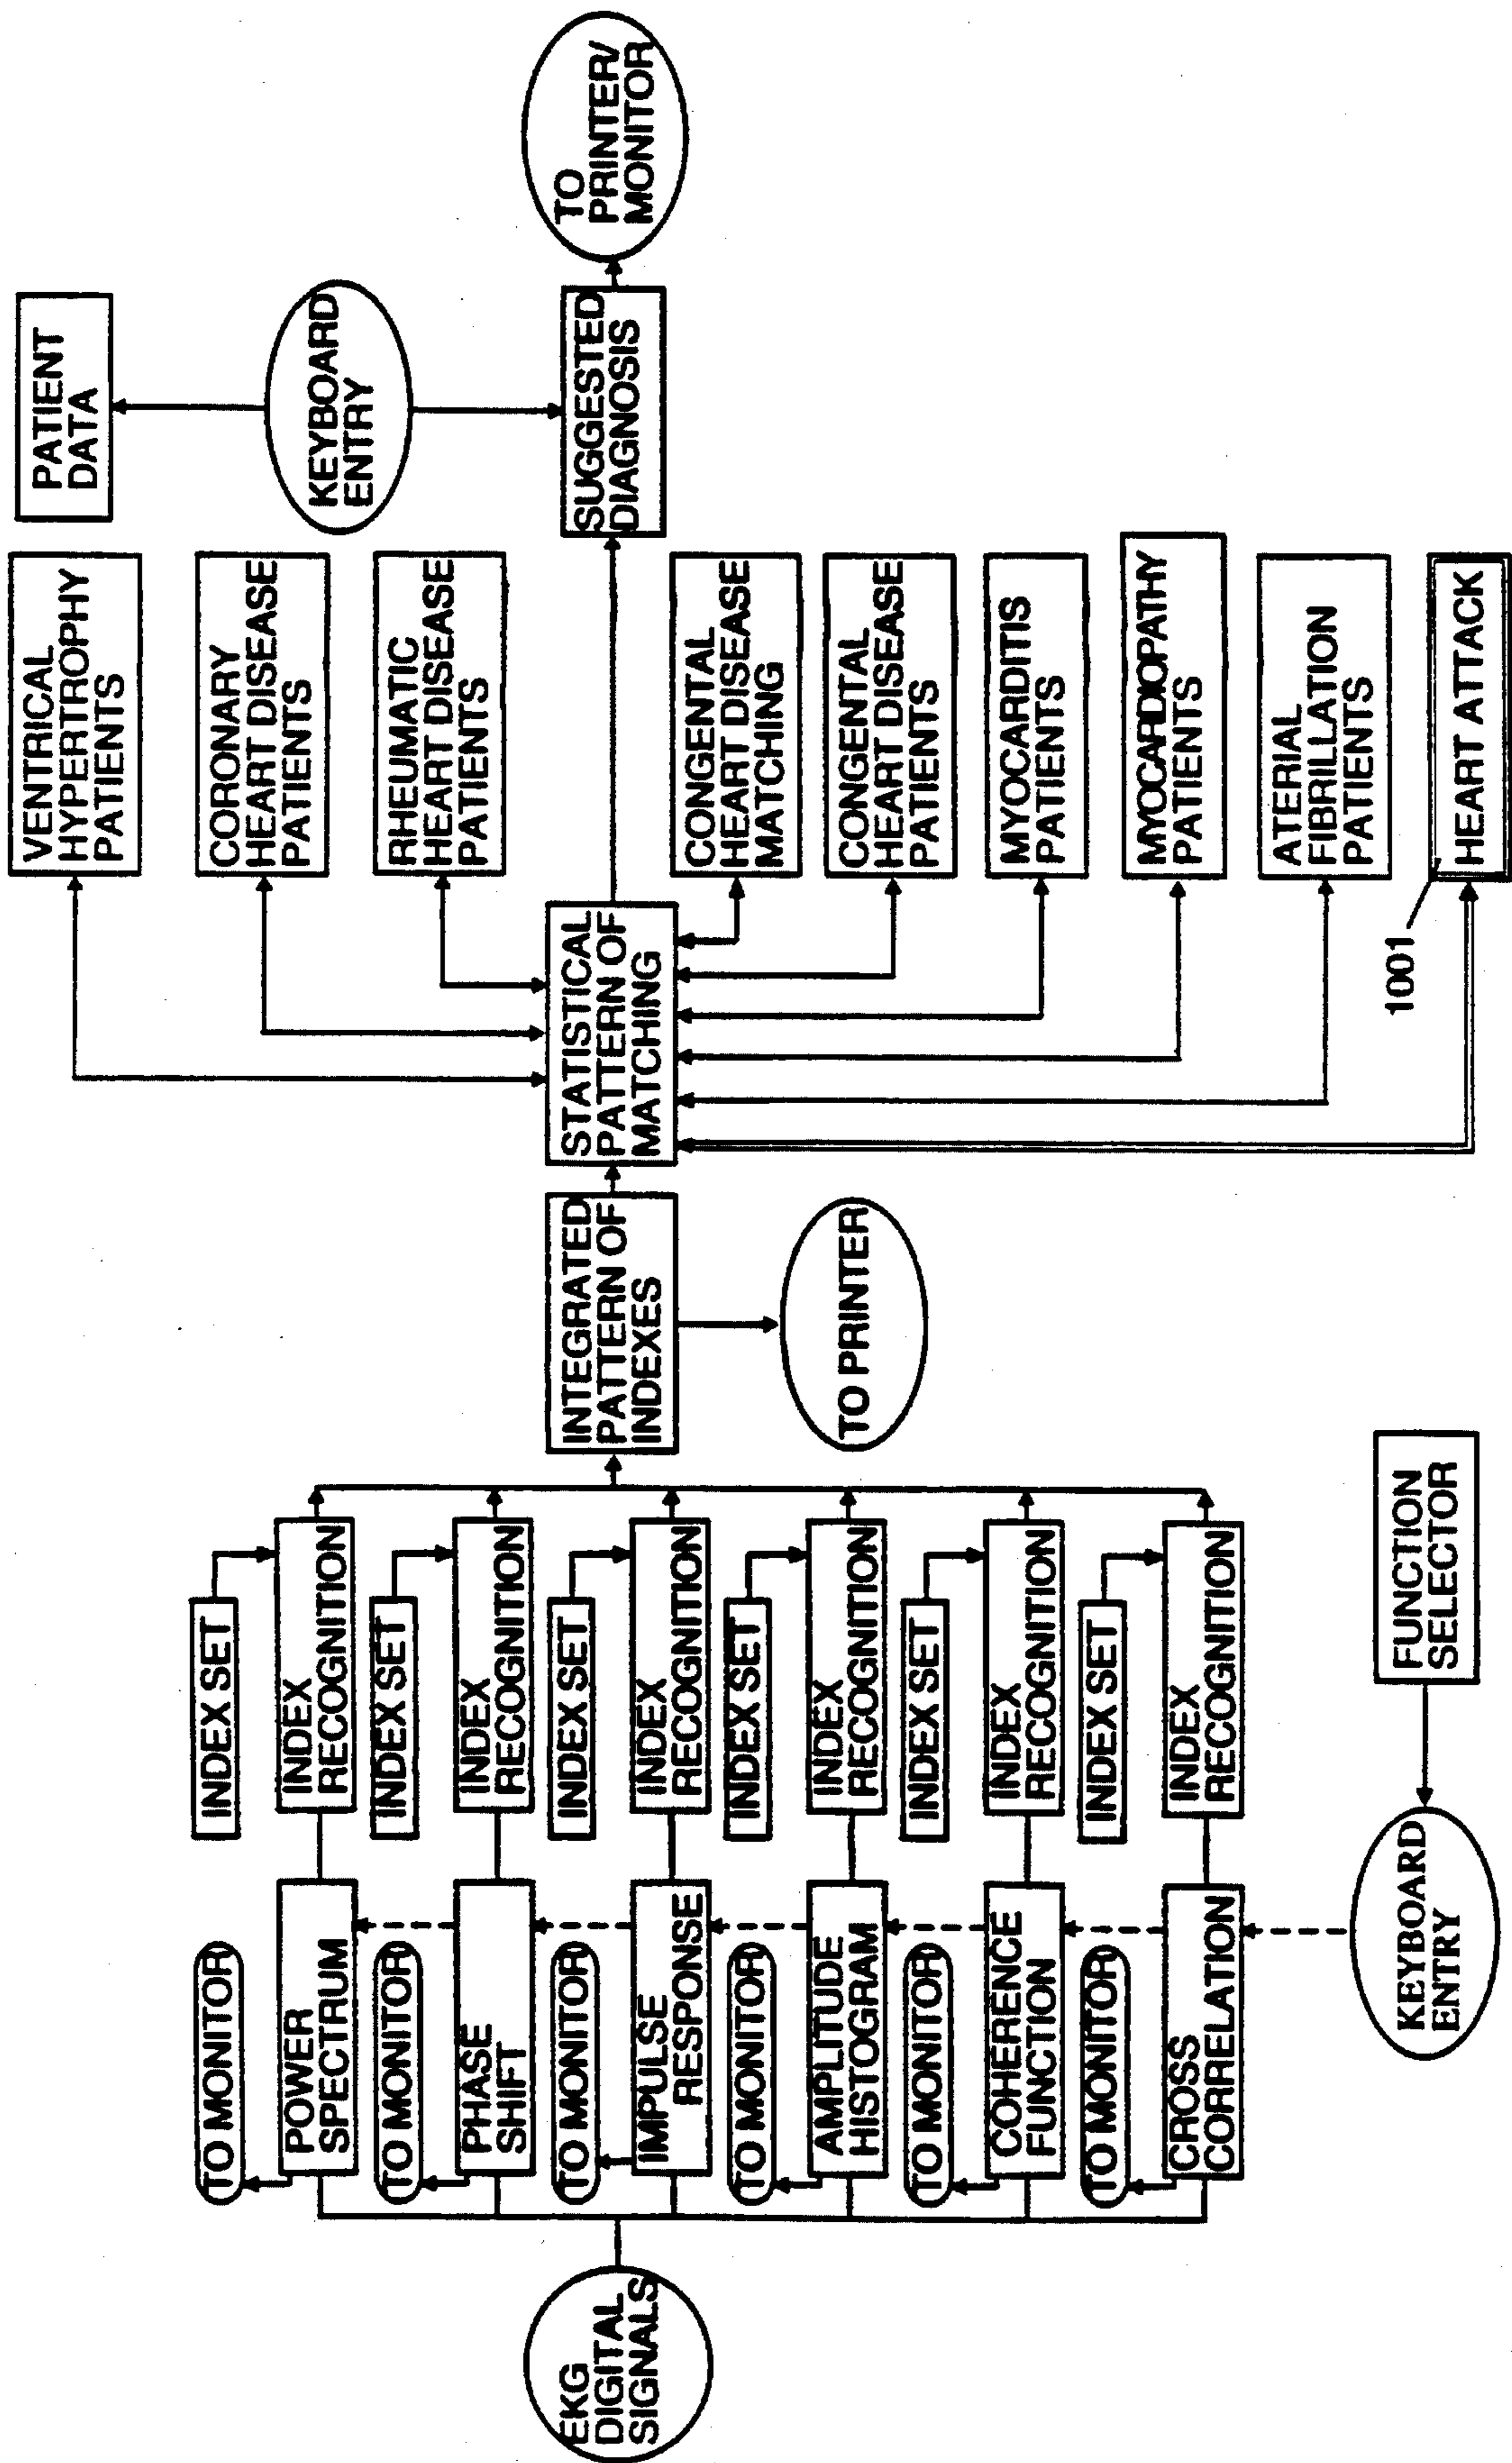 EKG
DIGITAL
SIGNALS
TO MONITOR
POWER
SPECTRUM
INDEX SET
INDEX
RECOGNITION
TO MONITOR
PHASE
SHIFT
INDEX SET
INDEX
RECOGNITION
TO MONITOR
IMPULSE
RESPONSE
INDEX SET
INDEX
RECOGNITION
TO MONITOR
AMPLITUDE
HISTOGRAM
INDEX SET
INDEX
RECOGNITION
TO MONITOR
COHERENCE
FUNCTION
INDEX SET
INDEX
RECOGNITION
TO MONITOR
CROSS
CORRELATION
INDEX SET
INDEX
RECOGNITION
KEYBOARD
ENTRY
FUNCTION
SELECTOR
INTEGRATED
PATTERN OF
INDEXES
TO PRINTER
STATISTICAL
PATTERN OF
MATCHING
VENTRICAL
HYPERTROPHY
PATIENTS
CORONARY
HEART DISEASE
PATIENTS
RHEUMATIC
HEART DISEASE
PATIENTS
CONGENTAL
HEART DISEASE
MATCHING
CONGENTAL
HEART DISEASE
PATIENTS
MYOCARDITIS
PATIENTS
MYOCARDIOPATHY
PATIENTS
ATERIAL
FIBRILLATION
PATIENTS
1001
HEART ATTACK
PATIENT
DATA
KEYBOARD
ENTRY
SUGGESTED
DIAGNOSIS
TO
PRINTER/
MONITOR